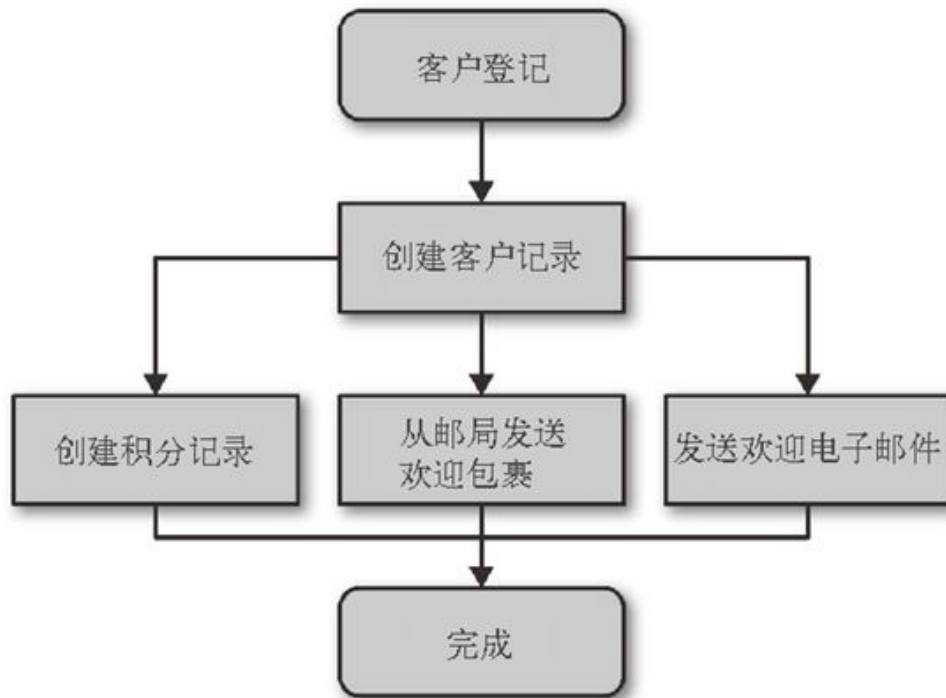 客户登记
创建客户记录
创建积分记录
从邮局发送
欢迎包裹
发送欢迎电子邮件
完成